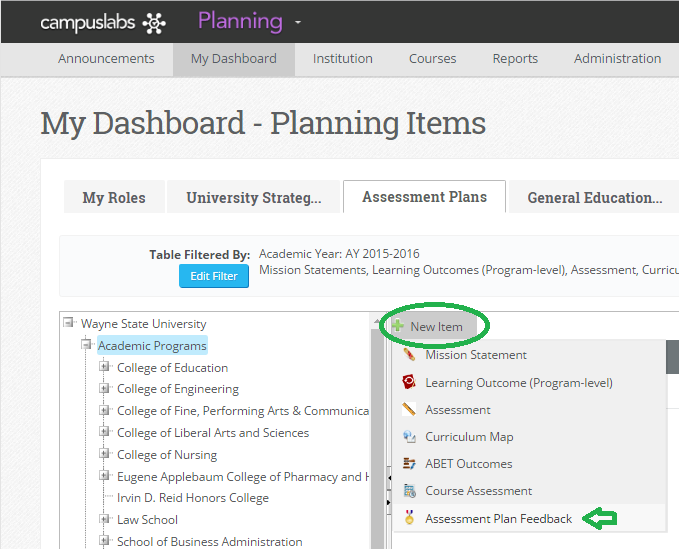 campuslabs Planning
Announcements My Dashboard Institution Courses Reports Administration
My Dashboard - Planning Items
My Roles University Strateg... Assessment Plans General Education...
Table Filtered By: Academic Year: AY 2015-2016
Edit Filter Mission Statements, Learning Outcomes (Program-level), Assessment, Curricu
Wayne State University
Academic Programs
College of Education
College of Engineering
College of Fine, Performing Arts & Communica
College of Liberal Arts and Sciences
College of Nursing
Eugene Applebaum College of Pharmacy and H
Irvin D. Reid Honors College
Law School
School of Business Administration
New Item
Mission Statement
Learning Outcome (Program-level)
Assessment
Curriculum Map
ABET Outcomes
Course Assessment
Assessment Plan Feedback